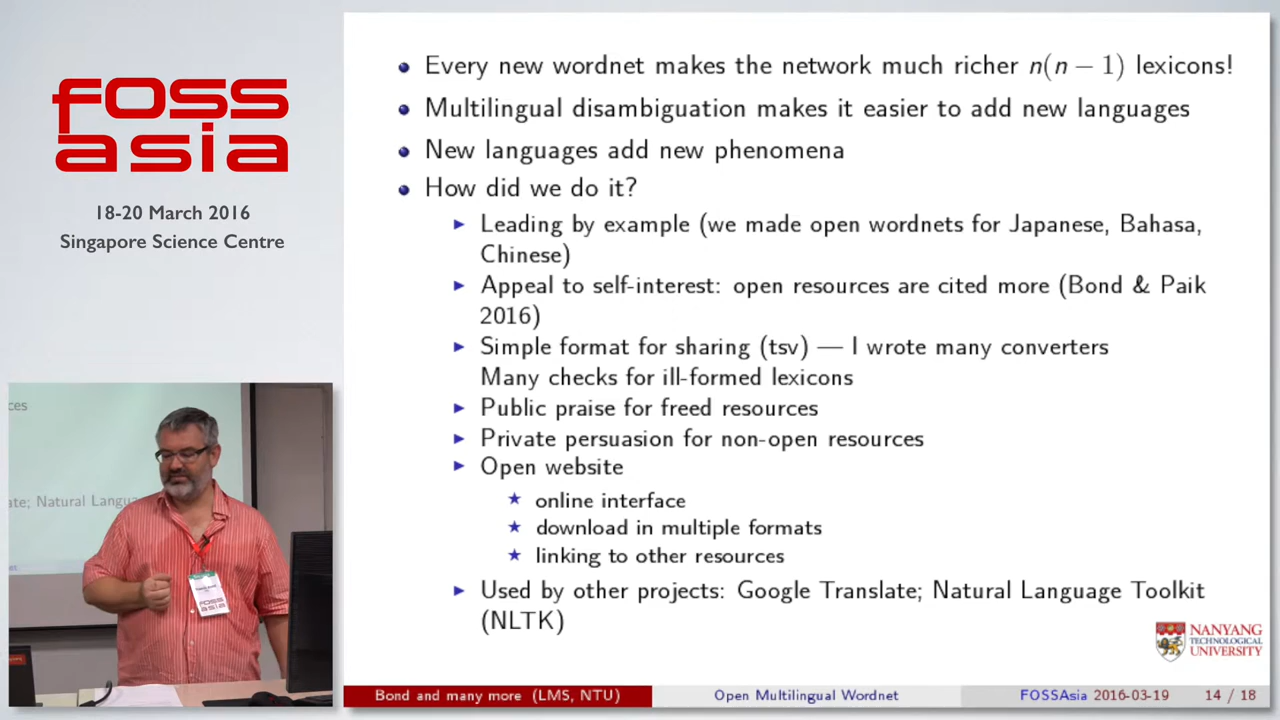 foss
asia
18-20 March 2016
Singapore Science Centre
Every new wordnet makes the network much richer n(n − 1) lexicons!
Multilingual disambiguation makes it easier to add new languages
New languages add new phenomena
How did we do it?
Leading by example (we made open wordnets for Japanese, Bahasa,
Chinese)
Appeal to self-interest: open resources are cited more (Bond & Paik
2016)
Simple format for sharing (tsv) — I wrote many converters
Many checks for ill-formed lexicons
Public praise for freed resources
Private persuasion for non-open resources
Open website
online interface
download in multiple formats
linking to other resources
Used by other projects: Google Translate; Natural Language Toolkit
(NLTK)
NANYANG
TECHNOLOGICAL
UNIVERSITY
Bond and many more (LMS, NTU) Open Multilingual Wordnet FOSSAsia 2016-03-19 14 / 18
ces
ate; Natural Langua
FOSS
ASIA